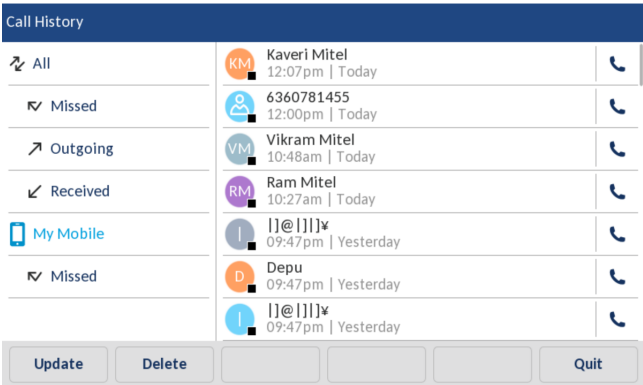 Call History
All
Missed
Outgoing
Received
My Mobile
Missed
KM
Kaveri Mitel
12:07pm | Today
6360781455
12:00pm | Today
VM
Vikram Mitel
10:48am | Today
RM
Ram Mitel
10:27am | Today
|
|]@|]|]¥
09:47pm | Yesterday
D
Depu
09:47pm | Yesterday
|
|]@|]|]¥
09:47pm | Yesterday
Update
Delete
Quit